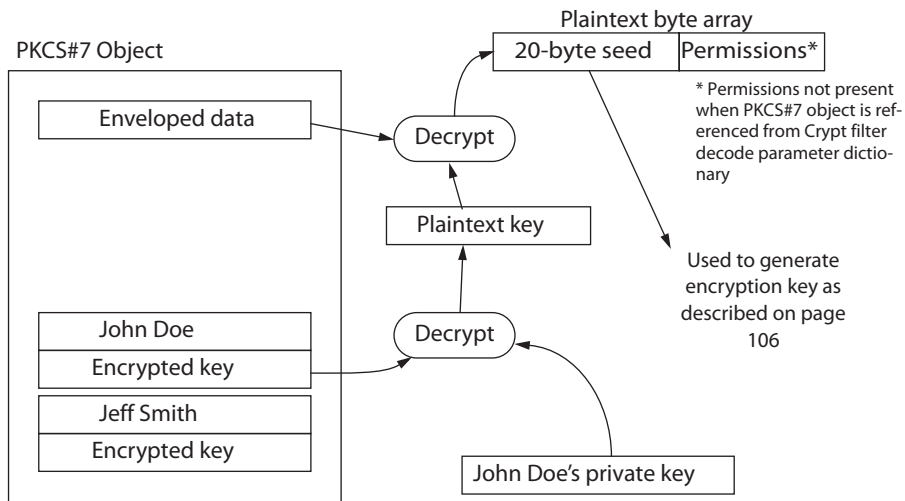 Plaintext byte array
PKCS#7 Object
20-byte seed
Permissions*
* Permissions not present
when PKCS#7 object is ref-
erenced from Crypt filter
decode parameter dictio-
nary
Enveloped data
Decrypt
Plaintext key
Used to generate
encryption key as
described on page
106
John Doe
Encrypted key
Decrypt
Jeff Smith
Encrypted key
John Doe's private key